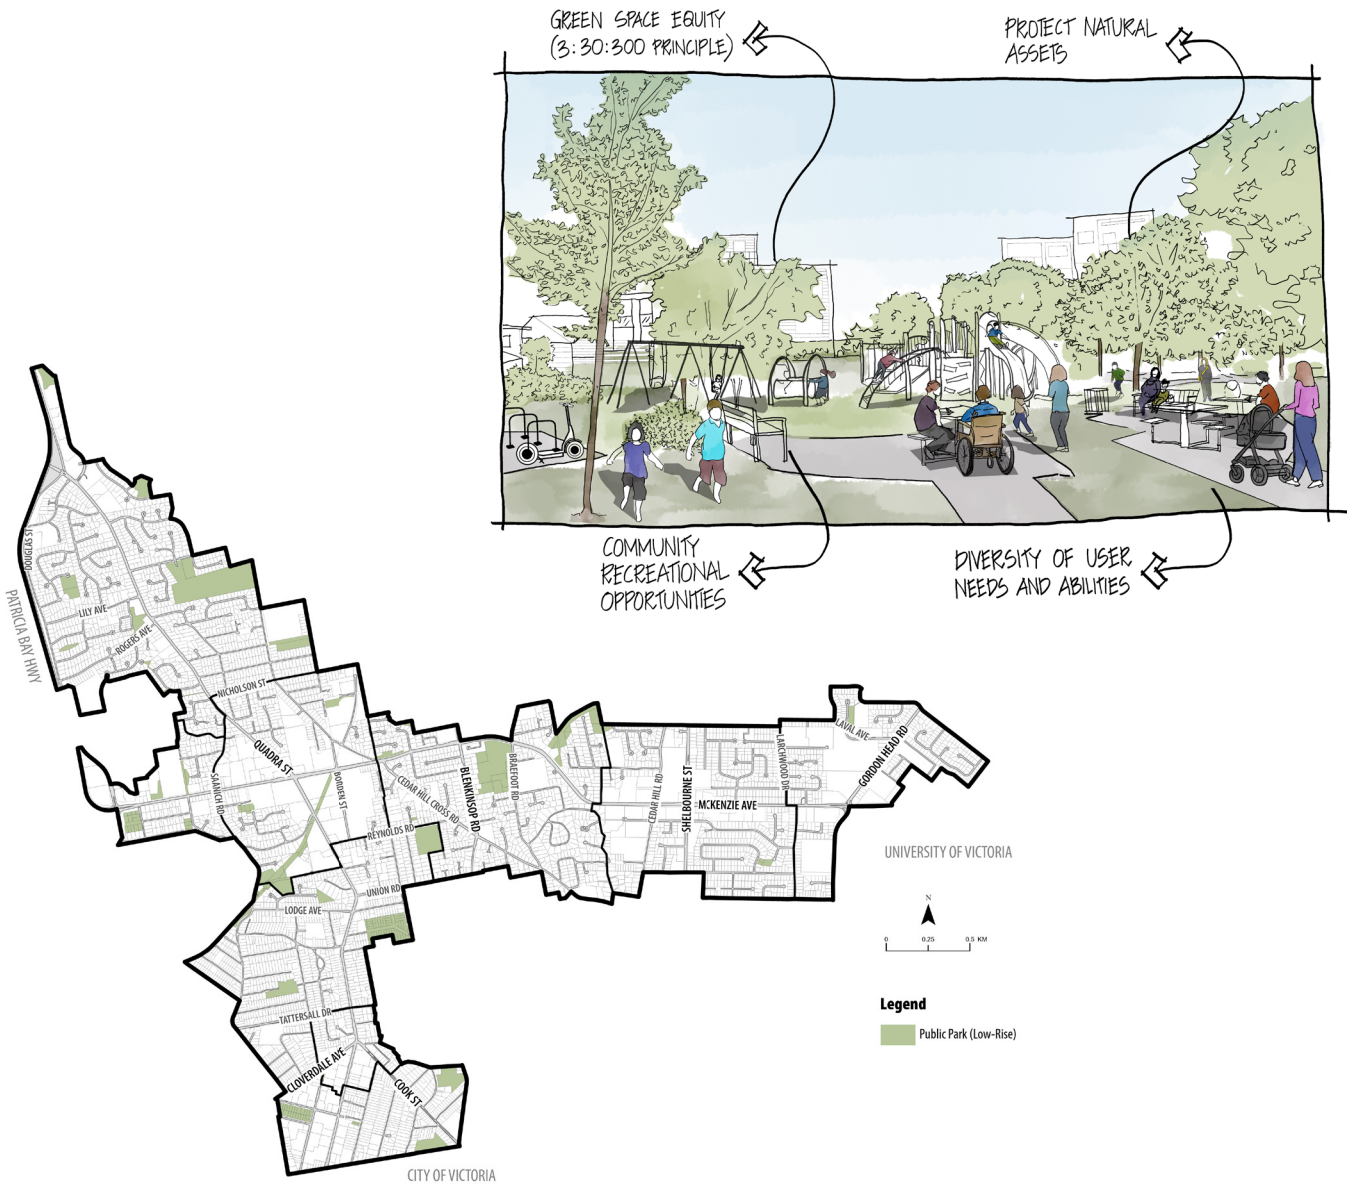 GREEN SPACE EQUITY
(3:30:300 PRINCIPLE)
PROTECT NATURAL
ASSETS
COMMUNITY
RECREATIONAL
OPPORTUNITIES
DIVERSITY OF USER
NEEDS AND ABILITIES
DOUGLAS ST
PATRICIA BAY HWY
LILY AVE
ROGERS AVE
NICHOLSON ST
QUADRA ST
SAANICH RD
BORDEN ST
CEDAR HILL CROSS RD
BLENKINSOP RD
BRAEFOOT RD
REYNOLDS RD
CEDAR HILL RD
SHELBOURNE ST
MCKENZIE AVE
LARCHWOOD DR
LAVAL AVE
GORDON HEAD RD
UNION RD
LODGE AVE
TATTERSALL DR
CLOVERDALE AVE
COOK ST
UNIVERSITY OF VICTORIA
CITY OF VICTORIA
N
0 0.25 0.5 KM
Legend
Public Park (Low-Rise)